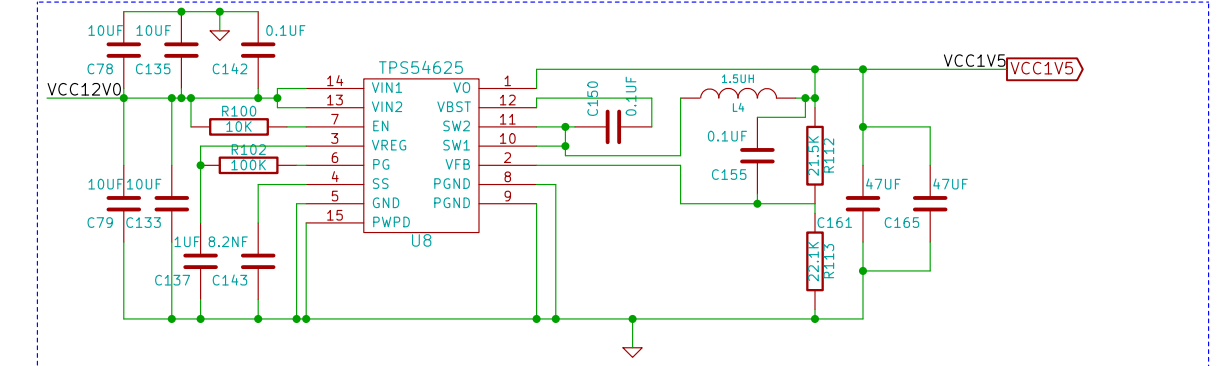 10UF 10UF 0.1UF
C78 C135 C142
VCC12V0
R100
10K
R102
100K
10UF 10UF
C79 C133
1UF 8.2NF
C137 C143
TPS54625
14 VIN1 VO 1
13 VIN2 VBST 12
7 EN SW2 11
3 VREG SW1 10
6 PG VFB 2
4 SS PGND 8
5 GND PGND 9
15 PWPD
U8
C150 0.1UF
1.5UH
L4
0.1UF
C155
21.5K R112
22.1K R113
47UF 47UF
C161 C165
VCC1V5 VCC1V5